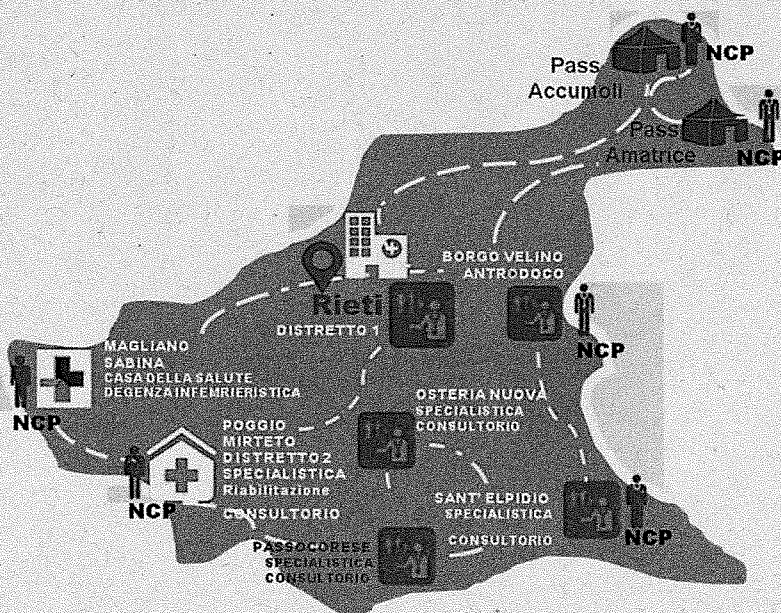 NCP
Pass
Accumoli
Pass
Amatrice
NCP
BORGO VELINO
ANTRODOCO
Rieti
DISTRETTO 1
NCP
MAGLIANO
SABINA
CASA DELLA SALUTE
DEGENZA INFEMRIERISTICA
NCP
OSTERIA NUOVA
SPECIALISTICA
CONSULTORIO
POGGIO
MIRTETO
DISTRETTO 2
SPECIALISTICA
Riabilitazione
CONSULTORIO
NCP
SANT' ELPIDIO
SPECIALISTICA
CONSULTORIO
NCP
PASSOCORESE
SPECIALISTICA
CONSULTORIO